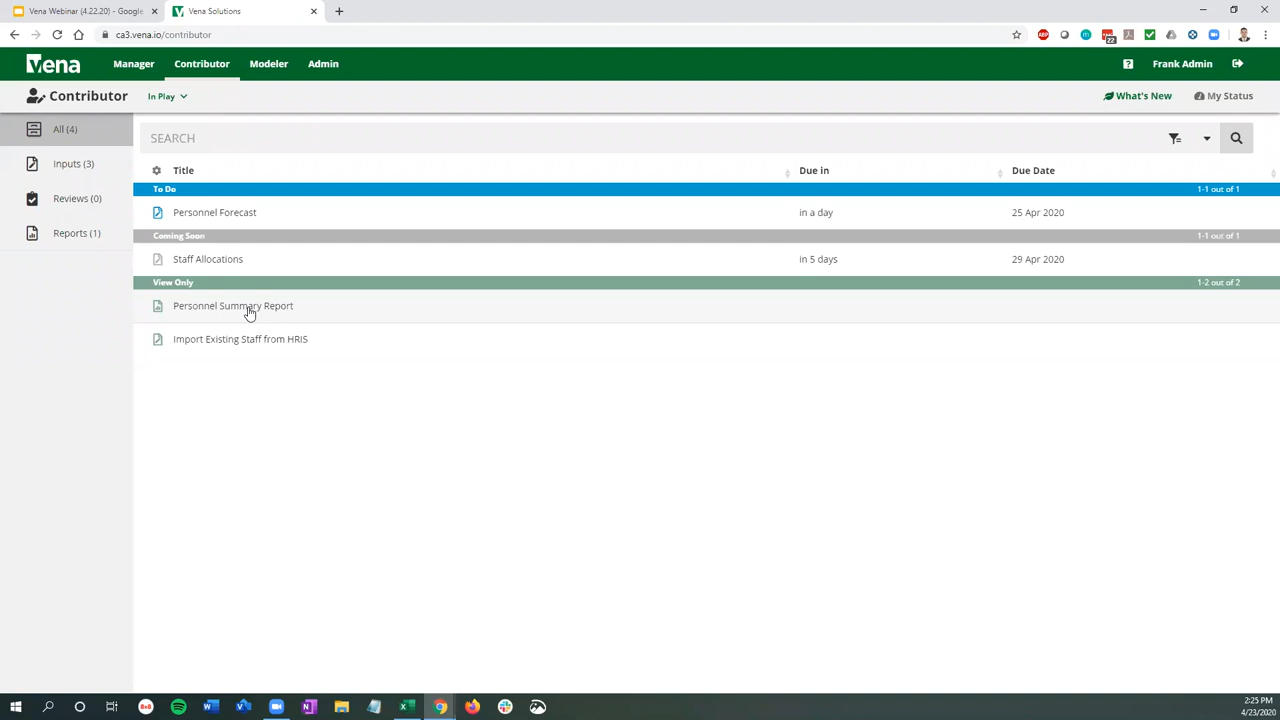 Vena Webinar (4.22.20) - Google
Vena Solutions
ca3.vena.io/contributor
22
vena
Manager
Contributor
Modeler
Admin
Frank Admin
Contributor
In Play
What's New
My Status
All (4)
Inputs (3)
Reviews (0)
Reports (1)
SEARCH
Title
Due in
Due Date
To Do
1-1 out of 1
Personnel Forecast
in a day
25 Apr 2020
Coming Soon
1-1 out of 1
Staff Allocations
in 5 days
29 Apr 2020
View Only
1-2 out of 2
Personnel Summary Report
Import Existing Staff from HRIS
2:25 PM
4/23/2020